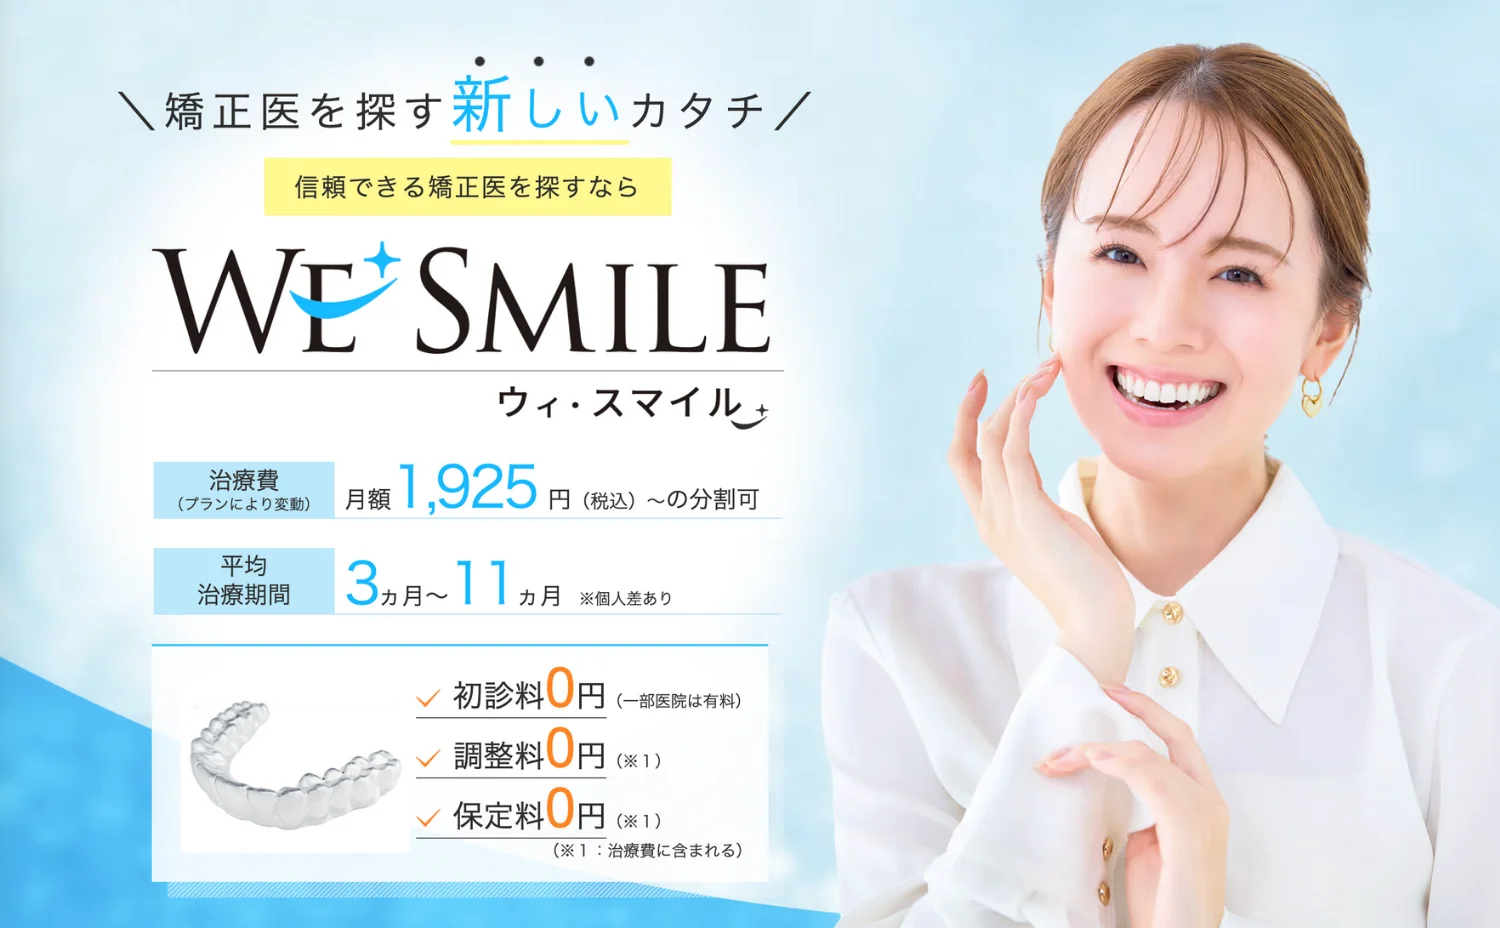 ＼矯正医を探す新しいカタチ／
信頼できる矯正医を探すなら
WE SMILE
ウィ・スマイル
治療費
（プランにより変動）
月額1,925円（税込）～の分割可
平均
治療期間
3ヵ月～11ヵ月 ※個人差あり
初診料0円（一部医院は有料）
調整料0円（※１）
保定料0円（※１）
（※１：治療費に含まれる）